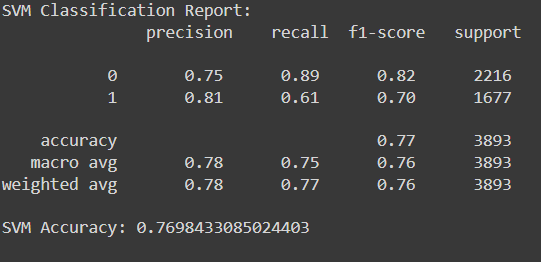 SVM Classification Report:
precision recall f1-score support
0 0.75 0.89 0.82 2216
1 0.81 0.61 0.70 1677
accuracy 0.77 3893
macro avg 0.78 0.75 0.76 3893
weighted avg 0.78 0.77 0.76 3893
SVM Accuracy: 0.7698433085024403